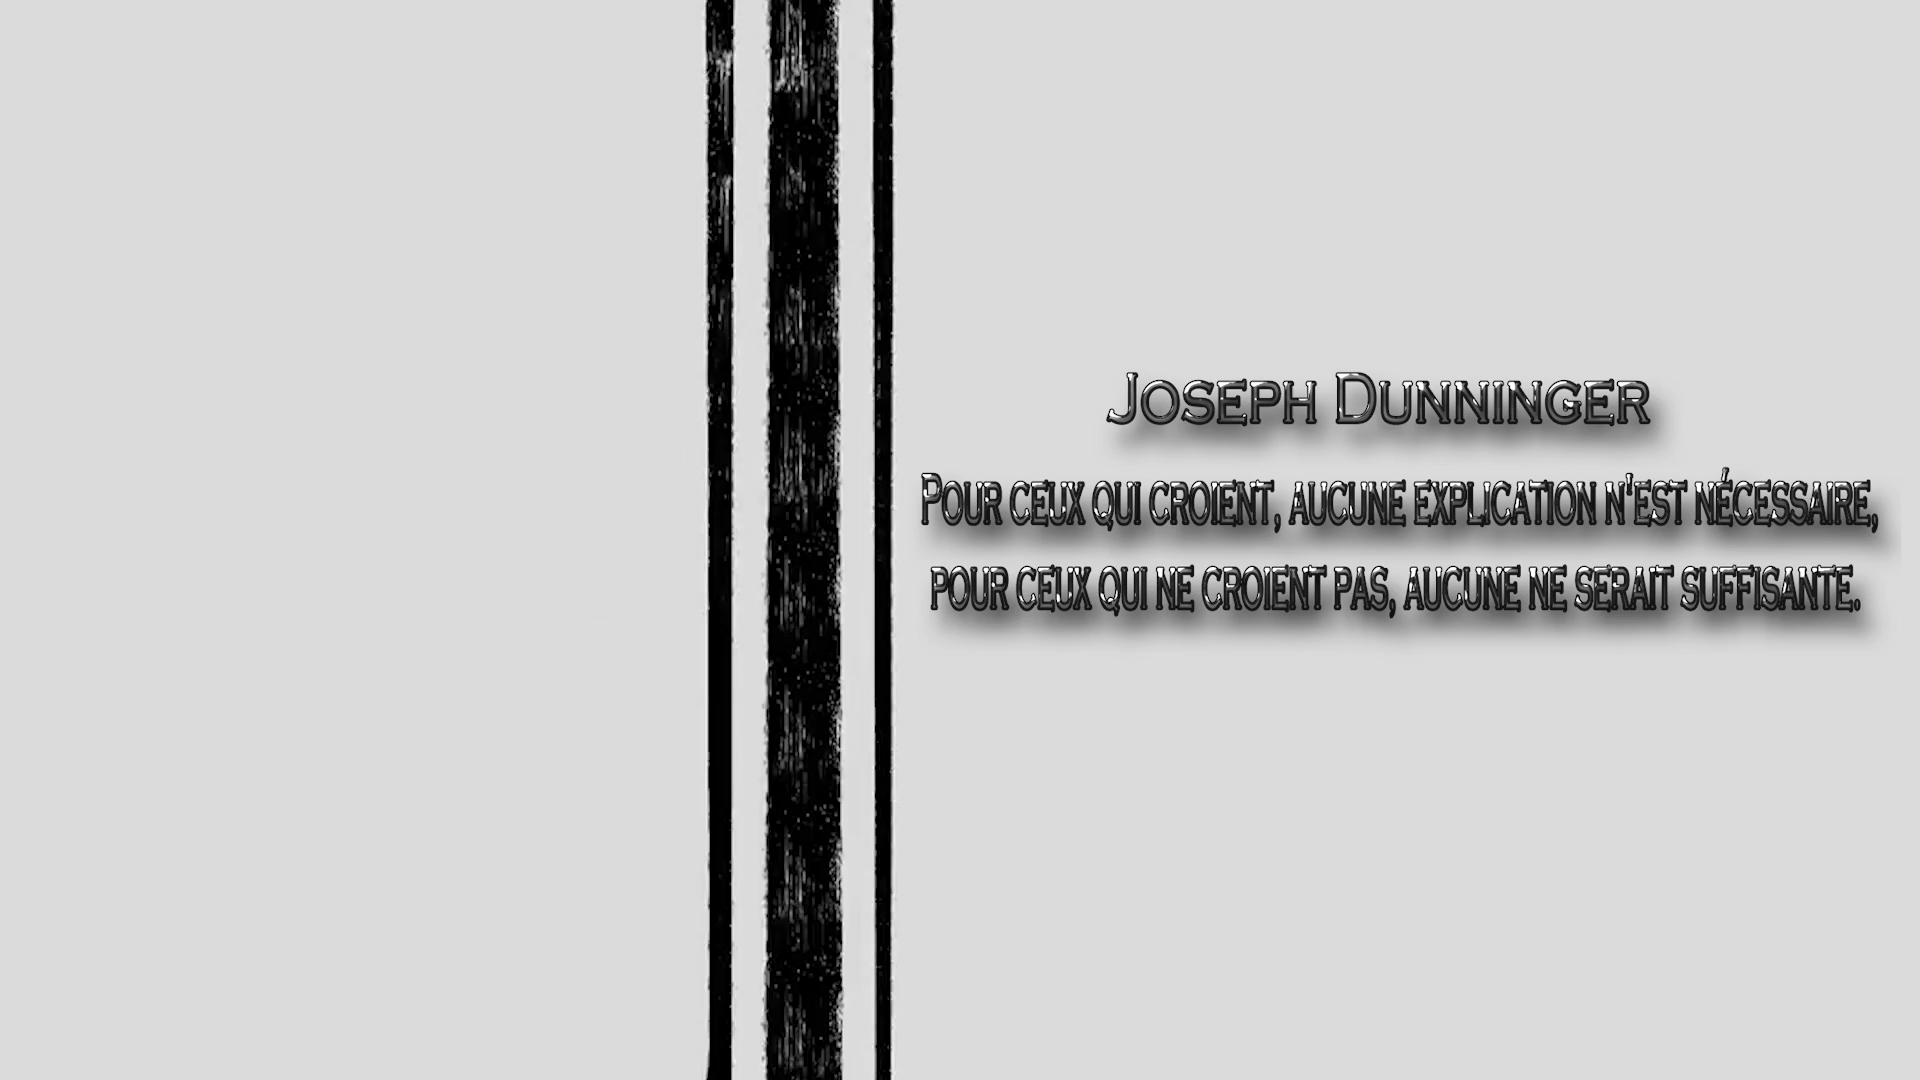 Joseph Dunninger
Pour ceux qui croient, aucune explication n'est nécessaire,
pour ceux qui ne croient pas, aucune ne serait suffisante.